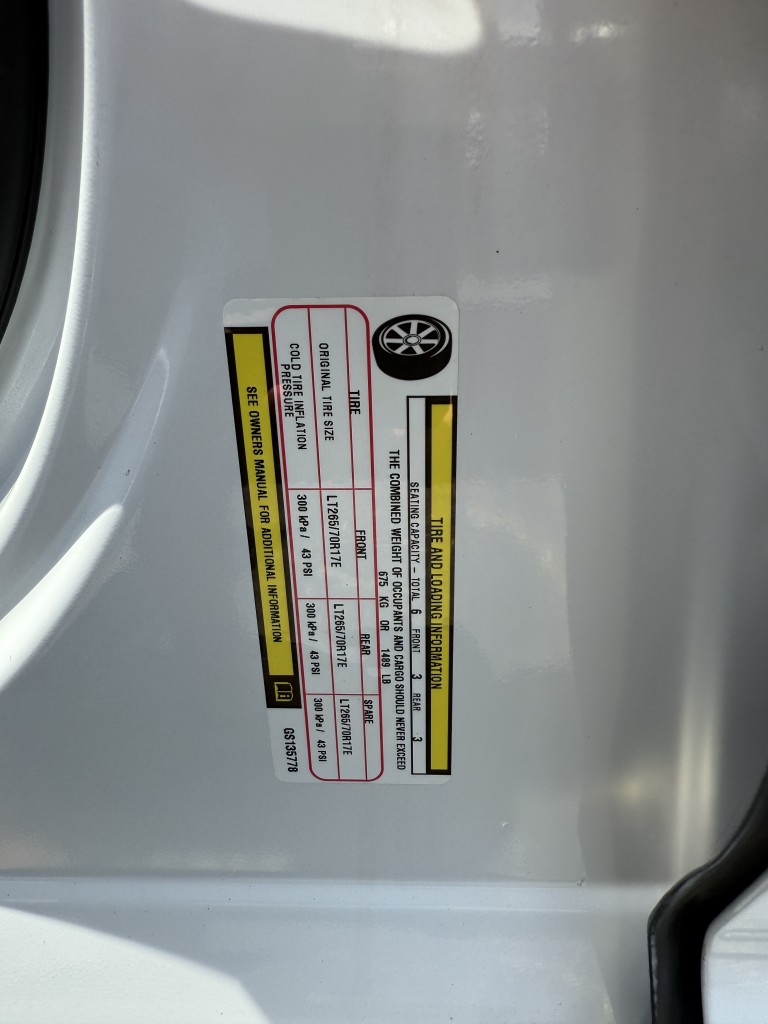 TIRE AND LOADING INFORMATION
SEATING CAPACITY - TOTAL 6 FRONT 3 REAR 3
THE COMBINED WEIGHT OF OCCUPANTS AND CARGO SHOULD NEVER EXCEED
675 KG OR 1489 LB
TIRE FRONT REAR SPARE
ORIGINAL TIRE SIZE LT265/70R17E LT265/70R17E LT265/70R17E
COLD TIRE INFLATION PRESSURE 300 kPa / 43 PSI 300 kPa / 43 PSI 300 kPa / 43 PSI
SEE OWNERS MANUAL FOR ADDITIONAL INFORMATION
GS135778